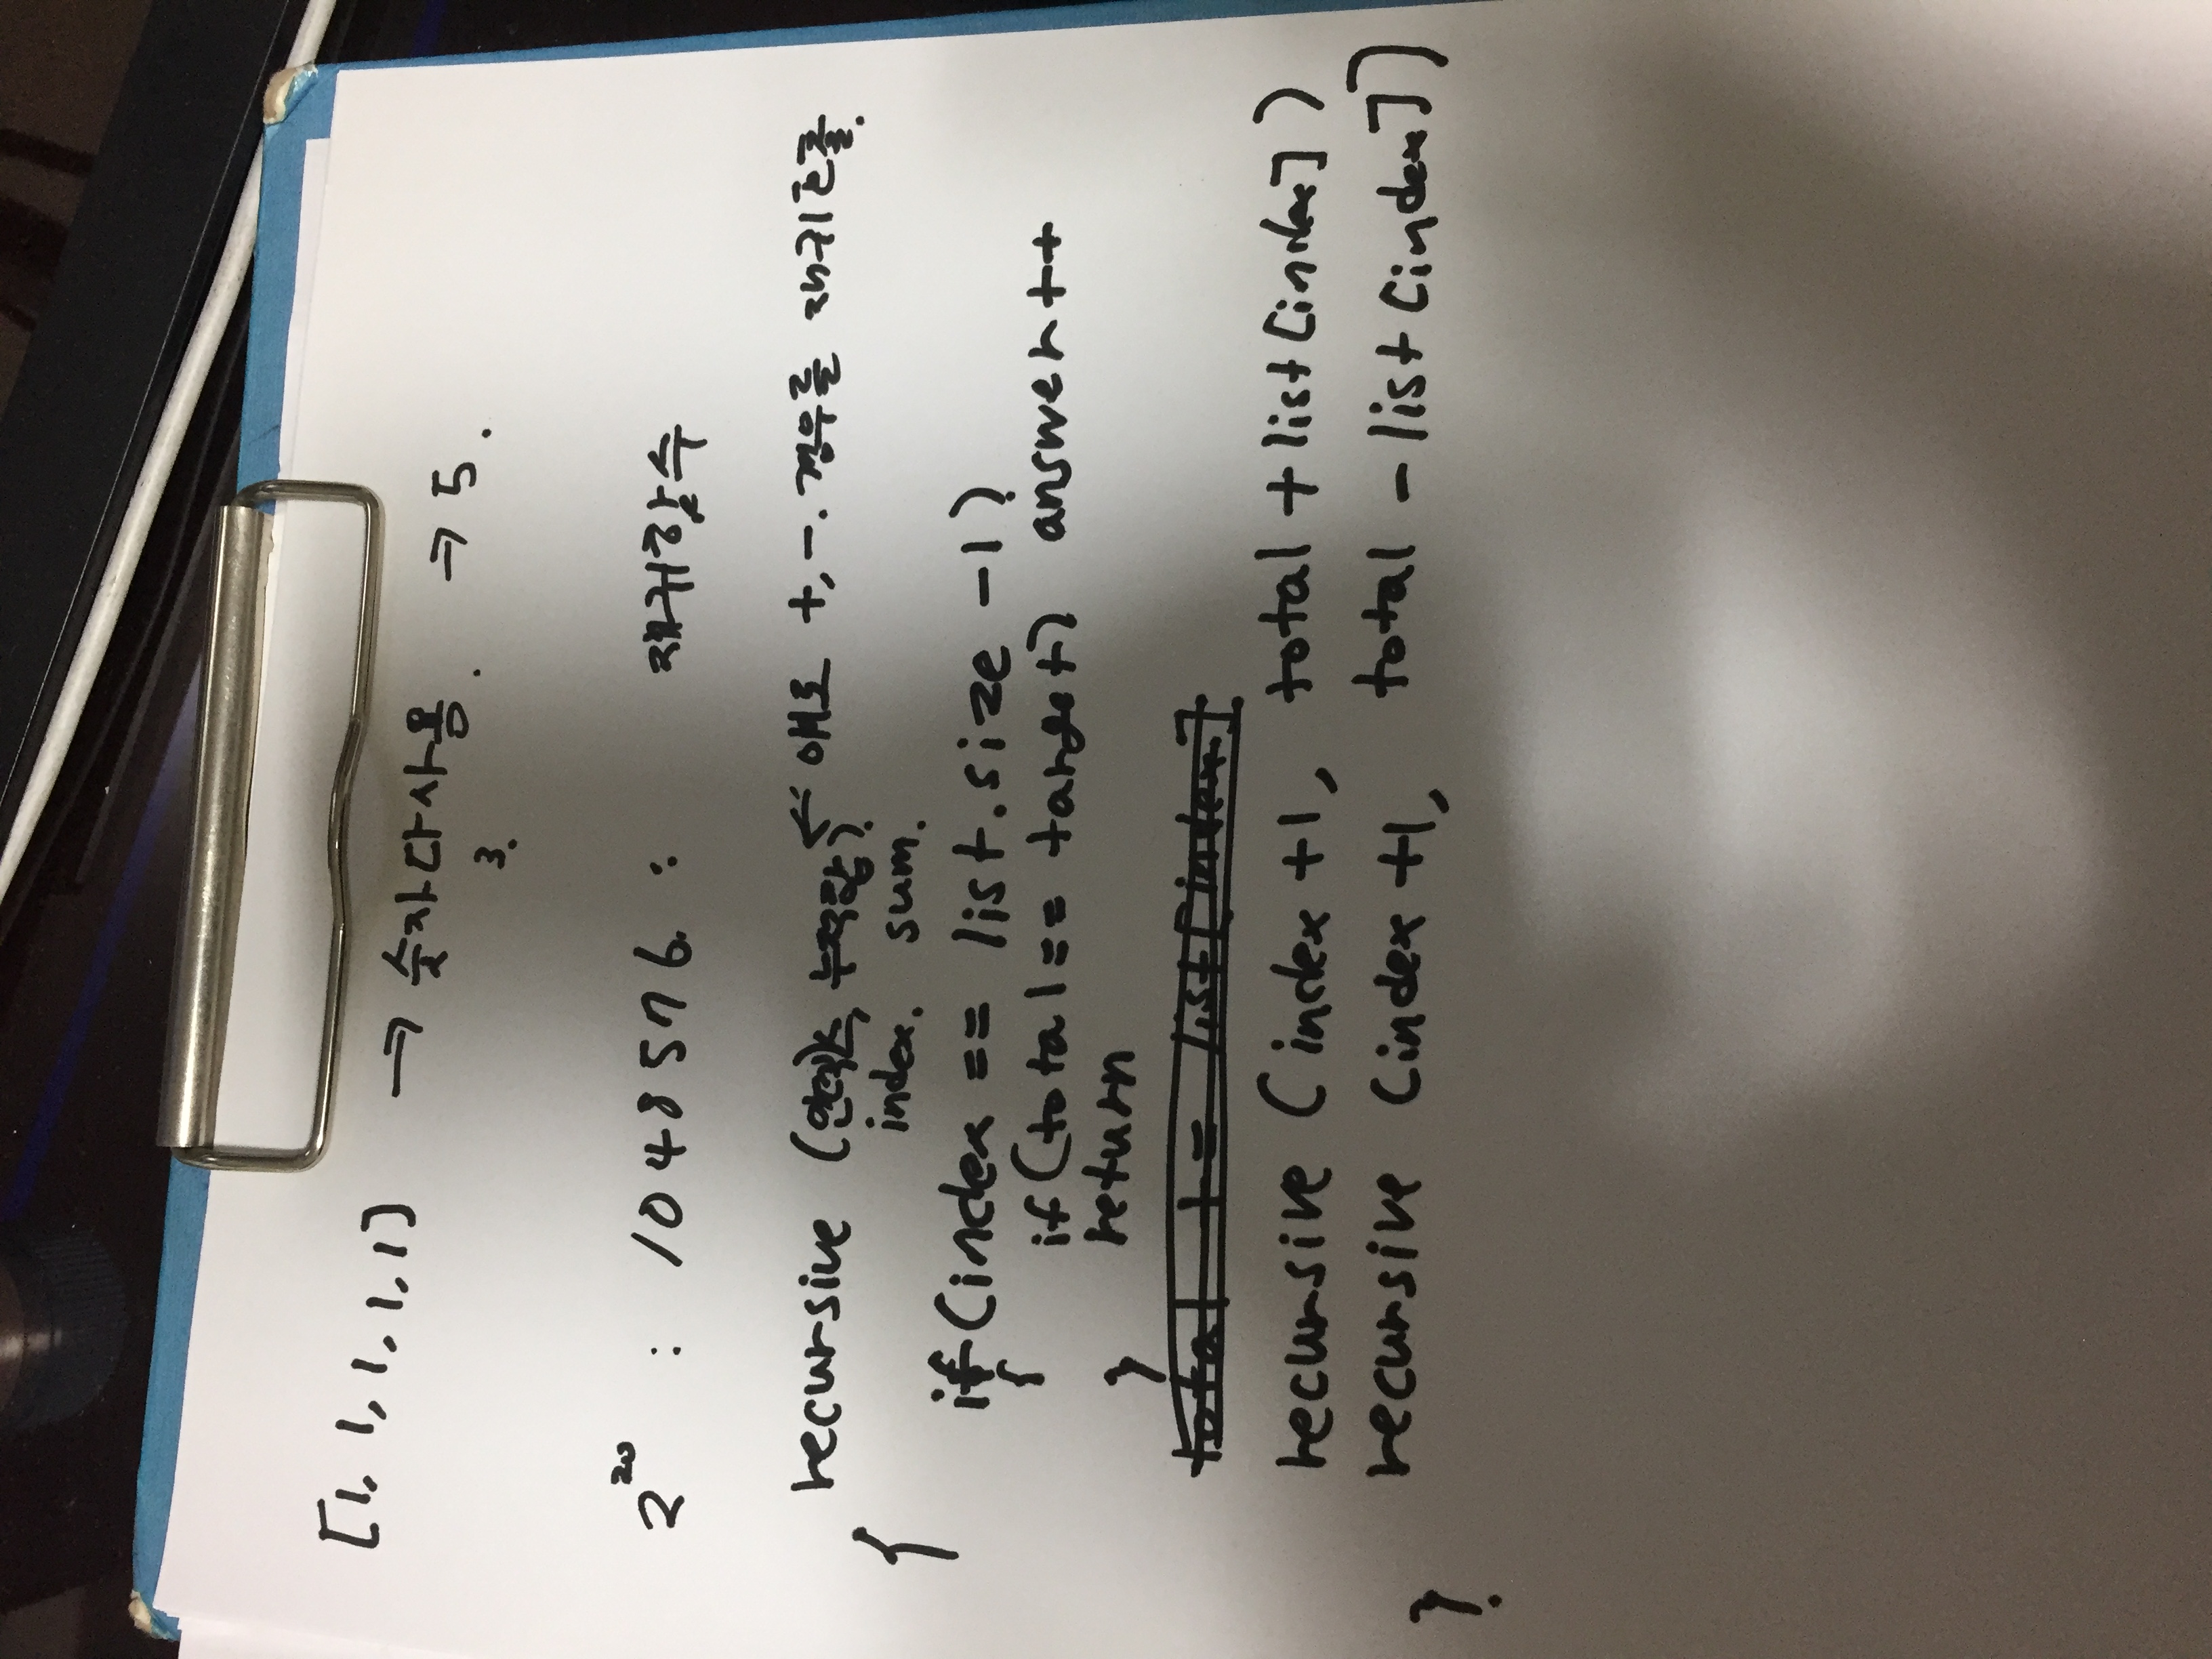 [1, 1, 1, 1, 1] → 숫자다사용. → 5.
3.
2^20 : 1048576. : 재귀함수
recursive (인덱스, 누적합) ← 얘로 +, -. 경우를 재귀호출.
index. sum.
{
if (index == list.size -1)
{
if (total == target) answer++
return
}
total += list[index]
recursive (index +1, total + list[index])
recursive (index +1, total - list[index])
}